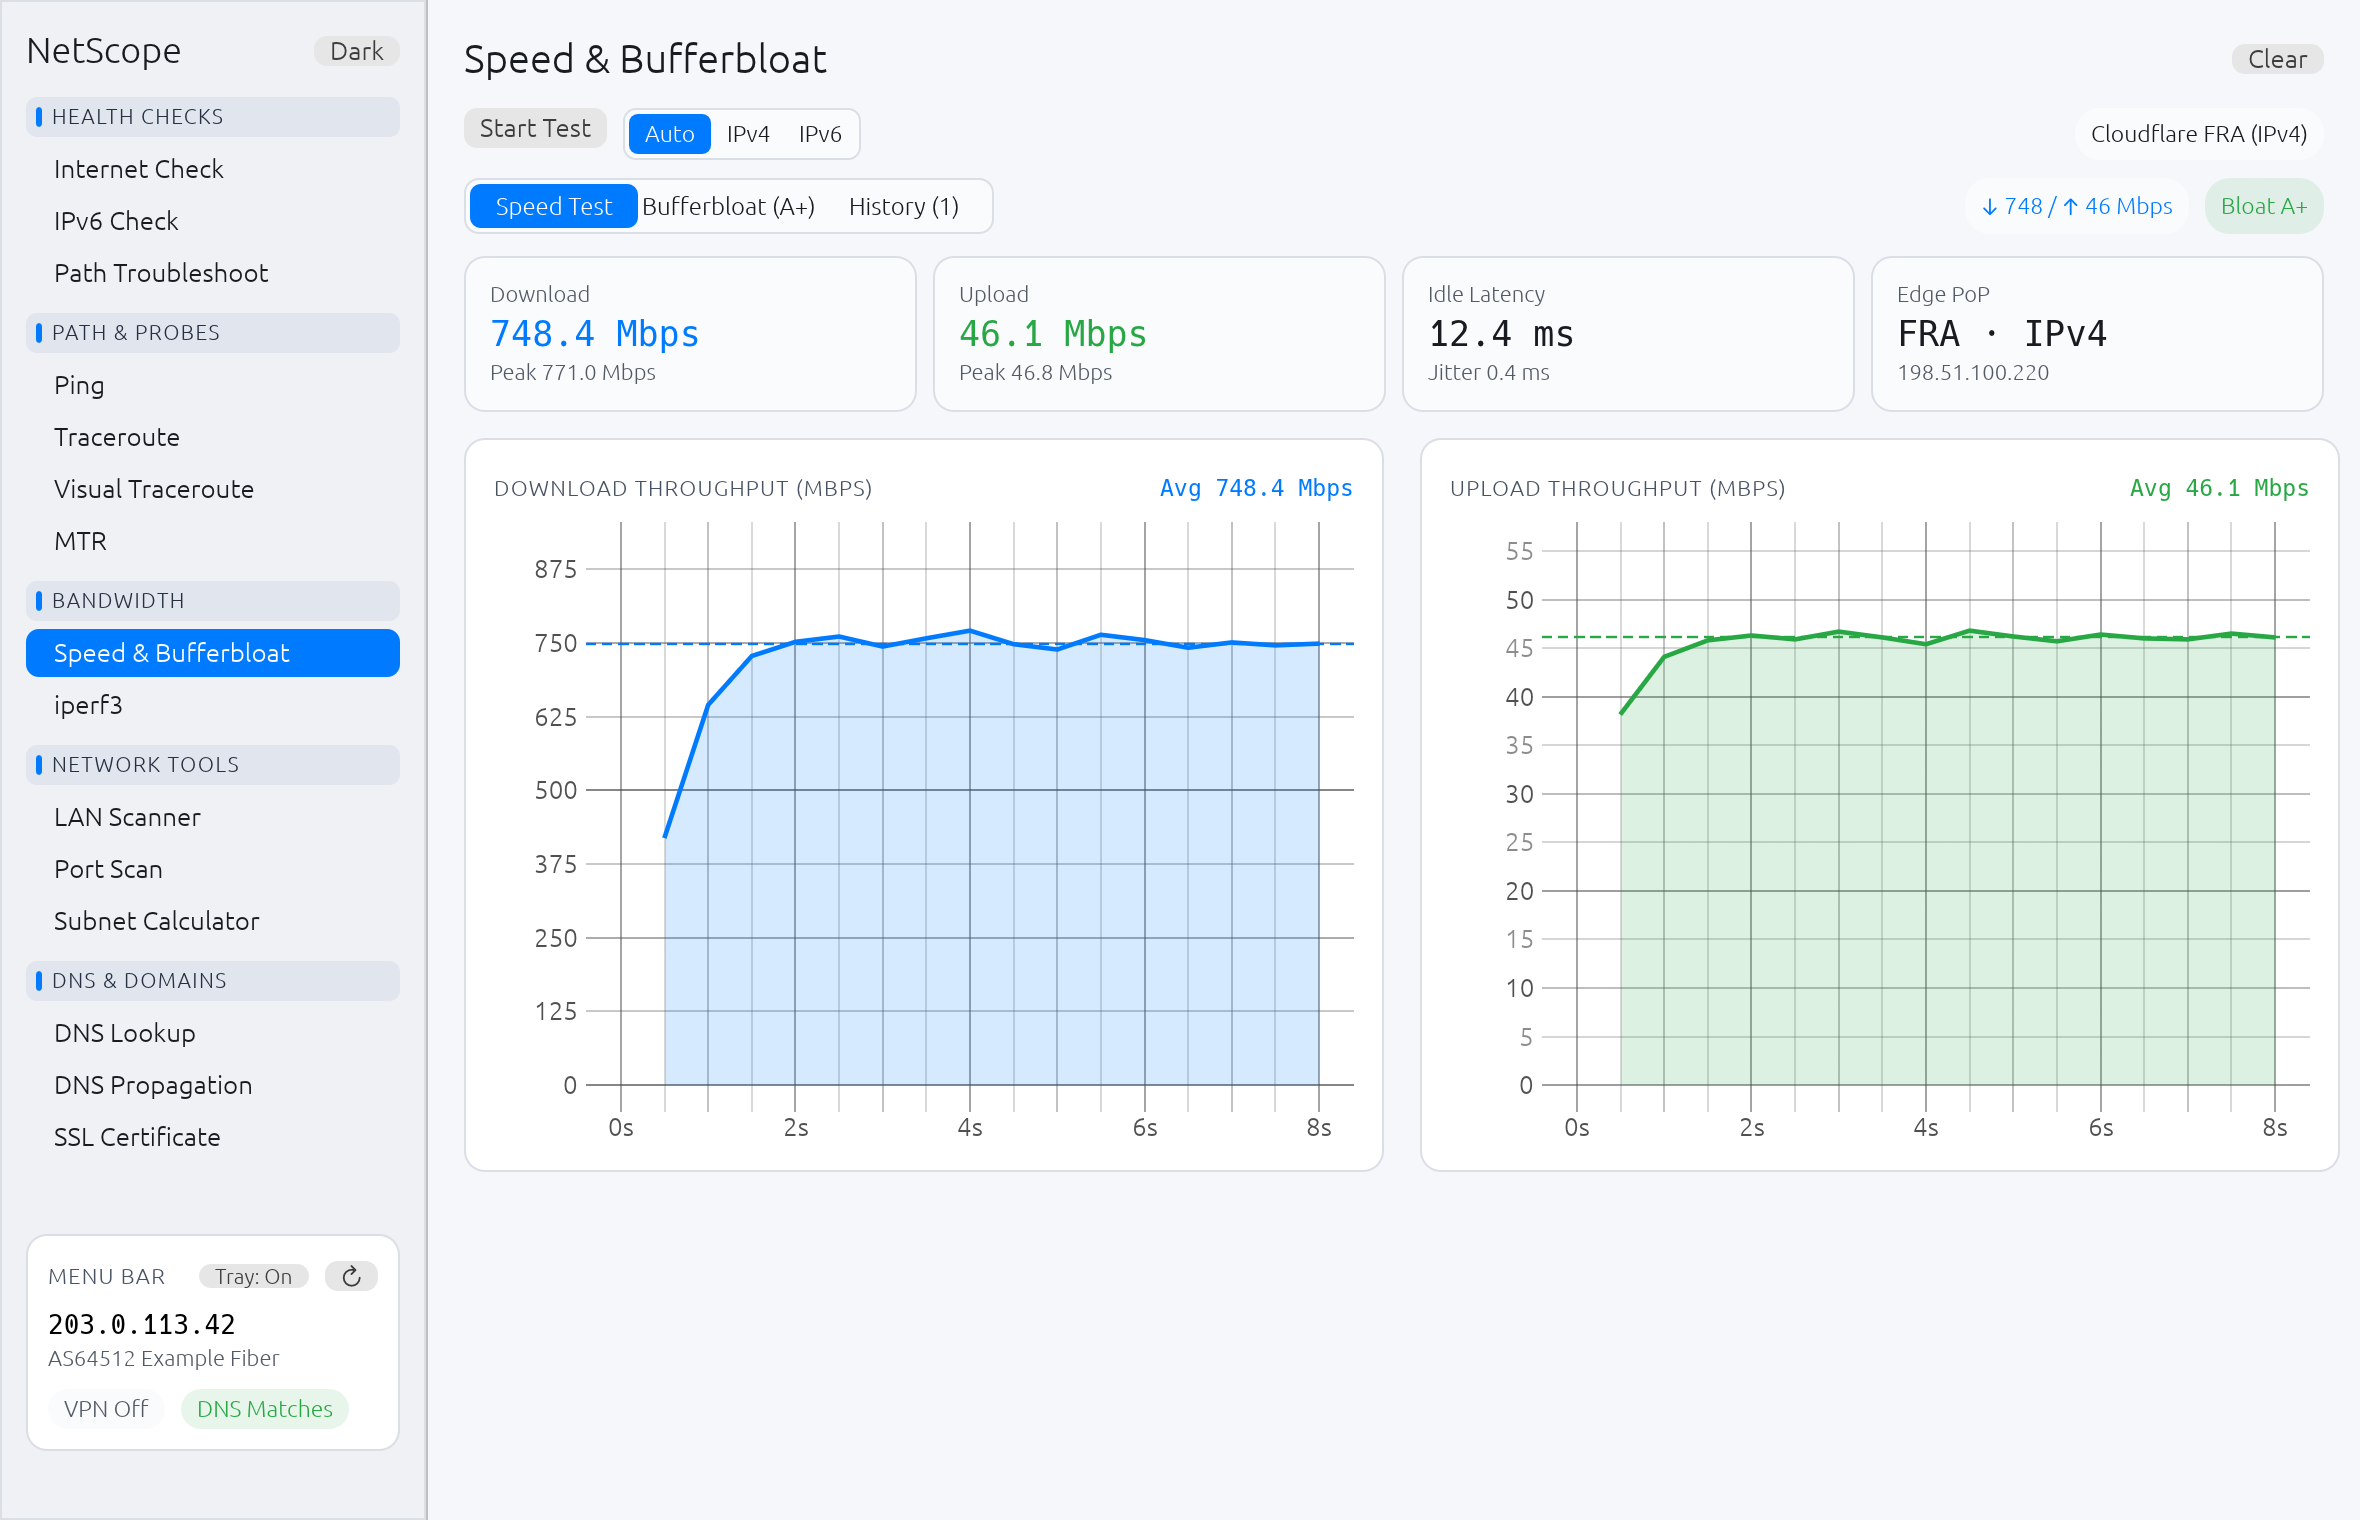 NetScope
Dark
HEALTH CHECKS
Internet Check
IPv6 Check
Path Troubleshoot
PATH & PROBES
Ping
Traceroute
Visual Traceroute
MTR
BANDWIDTH
Speed & Bufferbloat
iperf3
NETWORK TOOLS
LAN Scanner
Port Scan
Subnet Calculator
DNS & DOMAINS
DNS Lookup
DNS Propagation
SSL Certificate
MENU BAR
Tray: On
203.0.113.42
AS64512 Example Fiber
VPN Off
DNS Matches
Speed & Bufferbloat
Clear
Start Test
Auto
IPv4
IPv6
Cloudflare FRA (IPv4)
Speed Test
Bufferbloat (A+)
History (1)
↓ 748 / ↑ 46 Mbps
Bloat A+
Download
748.4 Mbps
Peak 771.0 Mbps
Upload
46.1 Mbps
Peak 46.8 Mbps
Idle Latency
12.4 ms
Jitter 0.4 ms
Edge PoP
FRA · IPv4
198.51.100.220
DOWNLOAD THROUGHPUT (MBPS)
Avg 748.4 Mbps
875
750
625
500
375
250
125
0
0s
2s
4s
6s
8s
UPLOAD THROUGHPUT (MBPS)
Avg 46.1 Mbps
55
50
45
40
35
30
25
20
15
10
5
0
0s
2s
4s
6s
8s